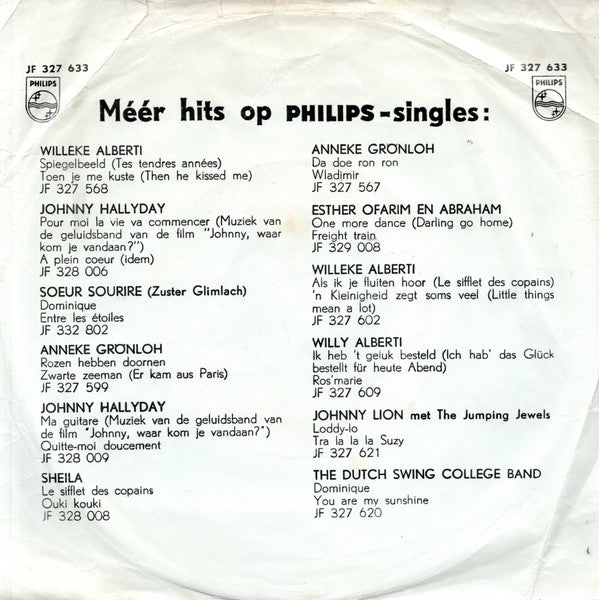 JF 327 633
PHILIPS
JF 327 633
PHILIPS
Méér hits op PHILIPS-singles:
WILLEKE ALBERTI
Spiegelbeeld (Tes tendres années)
Toen je me kuste (Then he kissed me)
JF 327 568
JOHNNY HALLYDAY
Pour moi la vie va commencer (Muziek van
de geluidsband van de film "Johnny, waar
kom je vandaan?")
A plein coeur (idem)
JF 328 006
SOEUR SOURIRE (Zuster Glimlach)
Dominique
Entre les étoiles
JF 332 802
ANNEKE GRÖNLOH
Rozen hebben doornen
Zwarte zeeman (Er kam aus Paris)
JF 327 599
JOHNNY HALLYDAY
Ma guitare (Muziek van de geluidsband van
de film "Johnny, waar kom je vandaan?")
Quitte-moi doucement
JF 328 009
SHEILA
Le sifflet des copains
Ouki kouki
JF 328 008
ANNEKE GRÖNLOH
Da doe ron ron
Wladimir
JF 327 567
ESTHER OFARIM EN ABRAHAM
One more dance (Darling go home)
Freight train
JF 329 008
WILLEKE ALBERTI
Als ik je fluiten hoor (Le sifflet des copains)
'n Kleinigheid zegt soms veel (Little things
mean a lot)
JF 327 602
WILLY ALBERTI
Ik heb 't geluk besteld (Ich hab' das Glück
bestellt für heute Abend)
Ros'marie
JF 327 609
JOHNNY LION met The Jumping Jewels
Loddy-lo
Tra la la la Suzy
JF 327 621
THE DUTCH SWING COLLEGE BAND
Dominique
You are my sunshine
JF 327 620